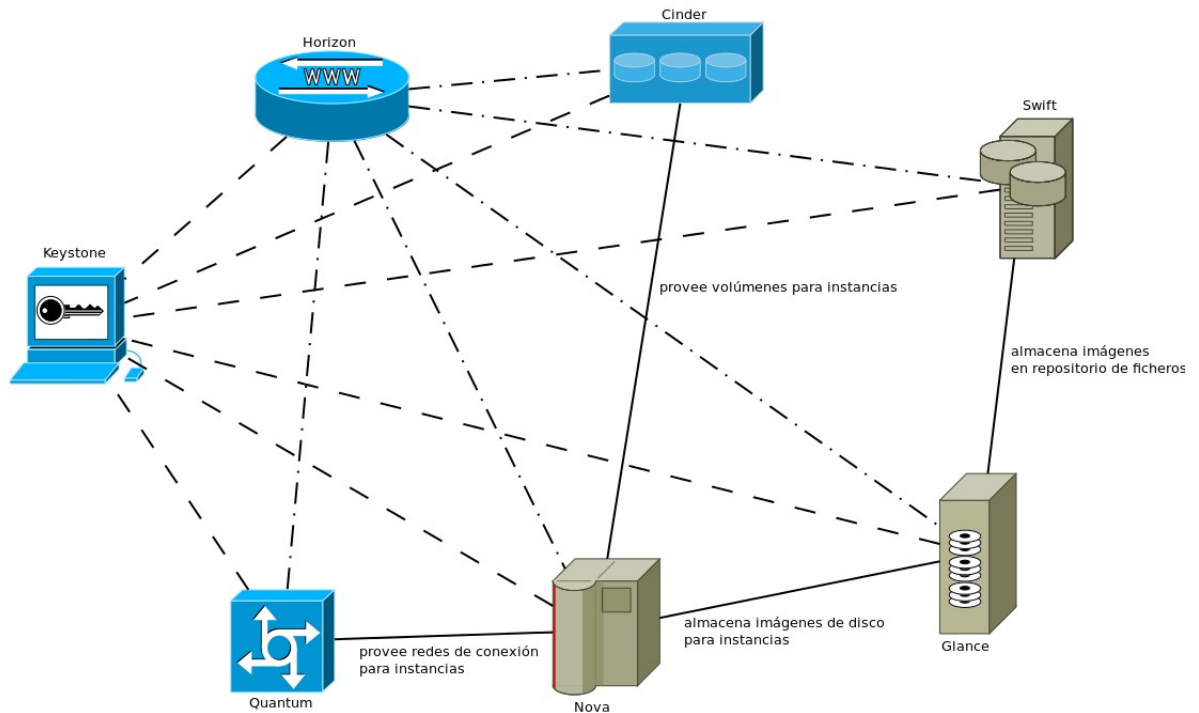 Cinder
Horizon
WWW
Swift
Keystone
provee volúmenes para instancias
almacena imágenes
en repositorio de ficheros
almacena imágenes de disco
para instancias
provee redes de conexión
para instancias
Glance
Quantum
Nova